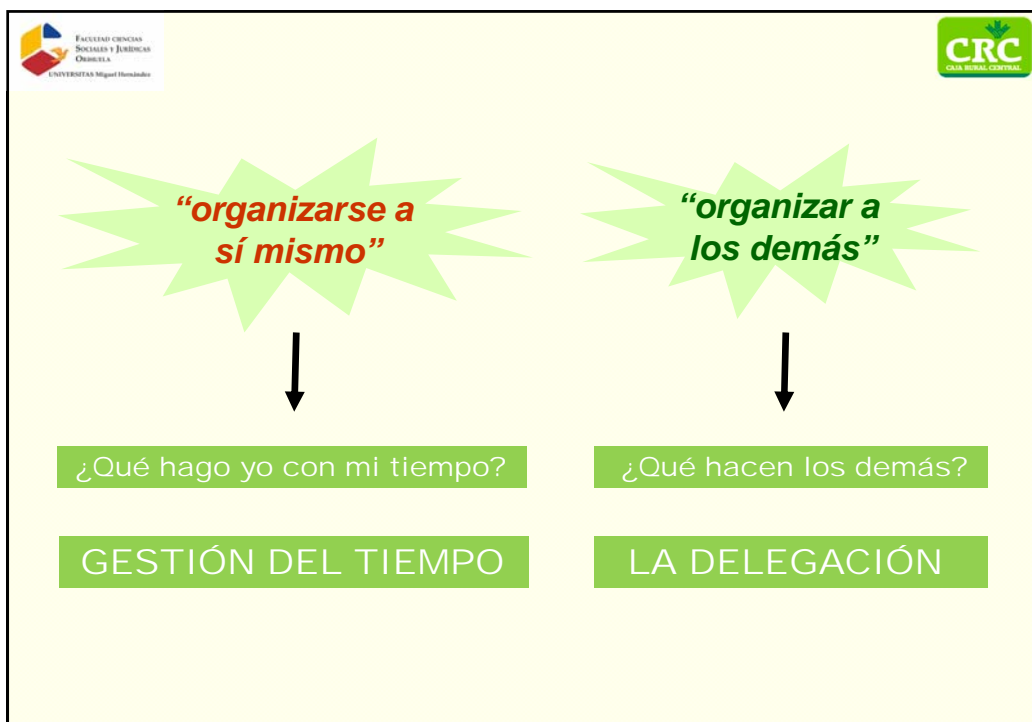 FACULTAD CIENCIAS
SOCIALES Y JURÍDICAS
ORIHUELA
UNIVERSITAS Miguel Hernández
CRC
CAJA RURAL CENTRAL
“organizarse a
sí mismo”
“organizar a
los demás”
¿Qué hago yo con mi tiempo?
¿Qué hacen los demás?
GESTIÓN DEL TIEMPO
LA DELEGACIÓN